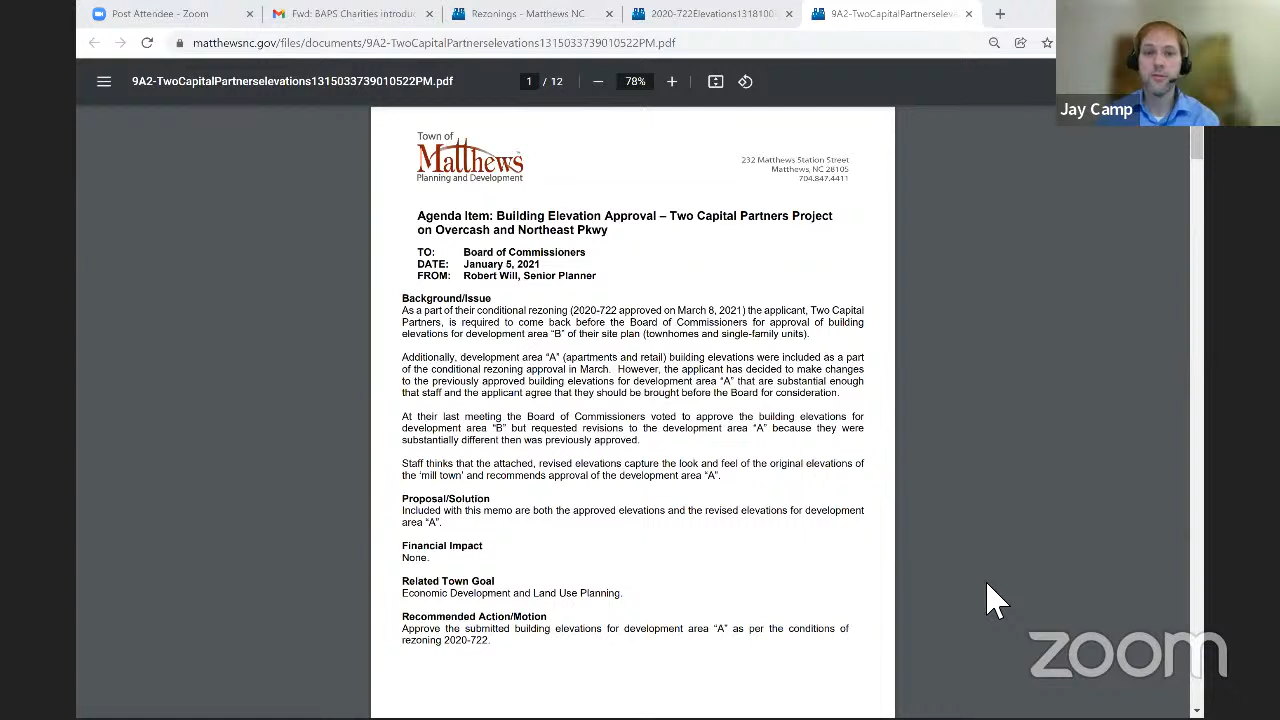 Post Attendee - Zoom
Fwd: BAPS Charities introduc
Rezonings - Matthews NC
2020-722Elevations1318100
9A2-TwoCapitalPartnerseleva
matthewsnc.gov/files/documents/9A2-TwoCapitalPartnerselevations1315033739010522PM.pdf
9A2-TwoCapitalPartnerselevations1315033739010522PM.pdf
1 / 12
78%
Jay Camp
Town of
Matthews
Planning and Development
232 Matthews Station Street
Matthews, NC 28105
704.847.4411
Agenda Item: Building Elevation Approval – Two Capital Partners Project
on Overcash and Northeast Pkwy
TO: Board of Commissioners
DATE: January 5, 2021
FROM: Robert Will, Senior Planner
Background/Issue
As a part of their conditional rezoning (2020-722 approved on March 8, 2021) the applicant, Two Capital
Partners, is required to come back before the Board of Commissioners for approval of building
elevations for development area “B” of their site plan (townhomes and single-family units).
Additionally, development area “A” (apartments and retail) building elevations were included as a part
of the conditional rezoning approval in March. However, the applicant has decided to make changes
to the previously approved building elevations for development area “A” that are substantial enough
that staff and the applicant agree that they should be brought before the Board for consideration.
At their last meeting the Board of Commissioners voted to approve the building elevations for
development area “B” but requested revisions to the development area “A” because they were
substantially different then was previously approved.
Staff thinks that the attached, revised elevations capture the look and feel of the original elevations of
the ‘mill town’ and recommends approval of the development area “A”.
Proposal/Solution
Included with this memo are both the approved elevations and the revised elevations for development
area “A”.
Financial Impact
None.
Related Town Goal
Economic Development and Land Use Planning.
Recommended Action/Motion
Approve the submitted building elevations for development area “A” as per the conditions of
rezoning 2020-722.
zoom